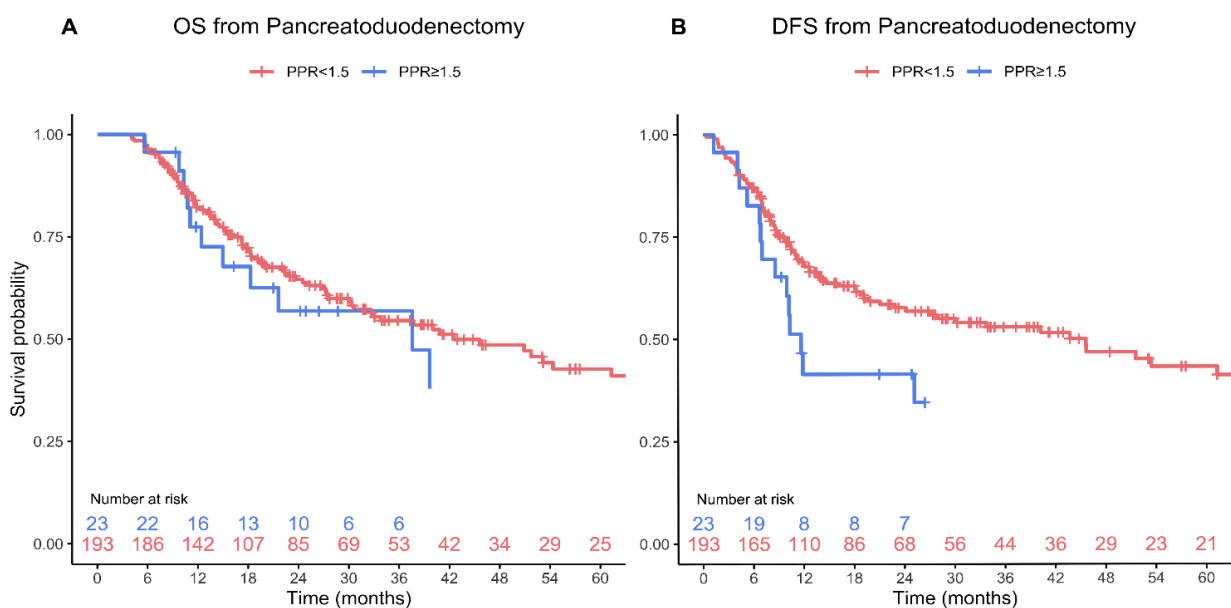 A
OS from Pancreatoduodenectomy
PPR<1.5 PPR≥1.5
Survival probability
1.00
0.75
0.50
0.25
0.00
Number at risk
23 22 16 13 10 6 6
193 186 142 107 85 69 53 42 34 29 25
0 6 12 18 24 30 36 42 48 54 60
Time (months)
B
DFS from Pancreatoduodenectomy
PPR<1.5 PPR≥1.5
1.00
0.75
0.50
0.25
0.00
Number at risk
23 19 8 8 7
193 165 110 86 68 56 44 36 29 23 21
0 6 12 18 24 30 36 42 48 54 60
Time (months)